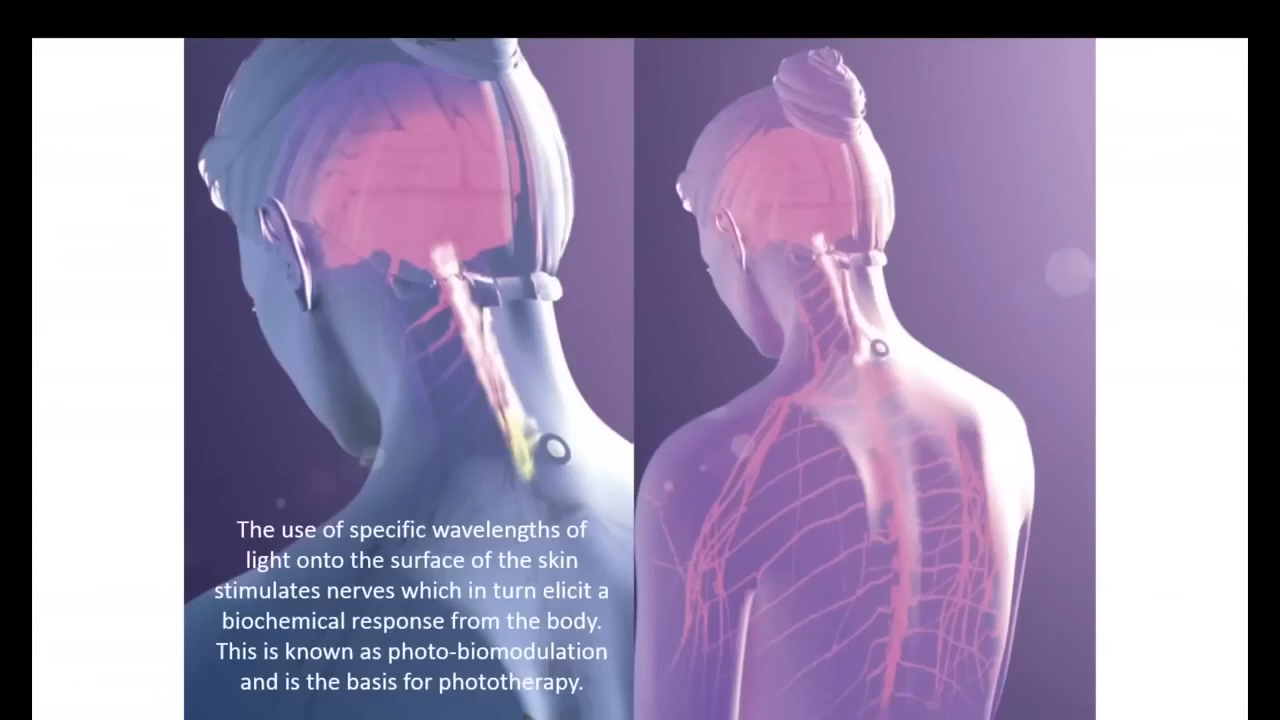 The use of specific wavelengths of
light onto the surface of the skin
stimulates nerves which in turn elicit a
biochemical response from the body.
This is known as photo-biomodulation
and is the basis for phototherapy.